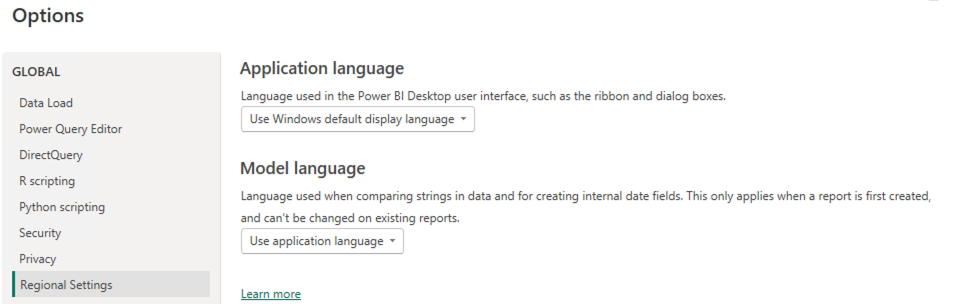 Options
GLOBAL
Data Load
Power Query Editor
DirectQuery
R scripting
Python scripting
Security
Privacy
Regional Settings
Application language
Language used in the Power BI Desktop user interface, such as the ribbon and dialog boxes.
Use Windows default display language
Model language
Language used when comparing strings in data and for creating internal date fields. This only applies when a report is first created,
and can't be changed on existing reports.
Use application language
Learn more